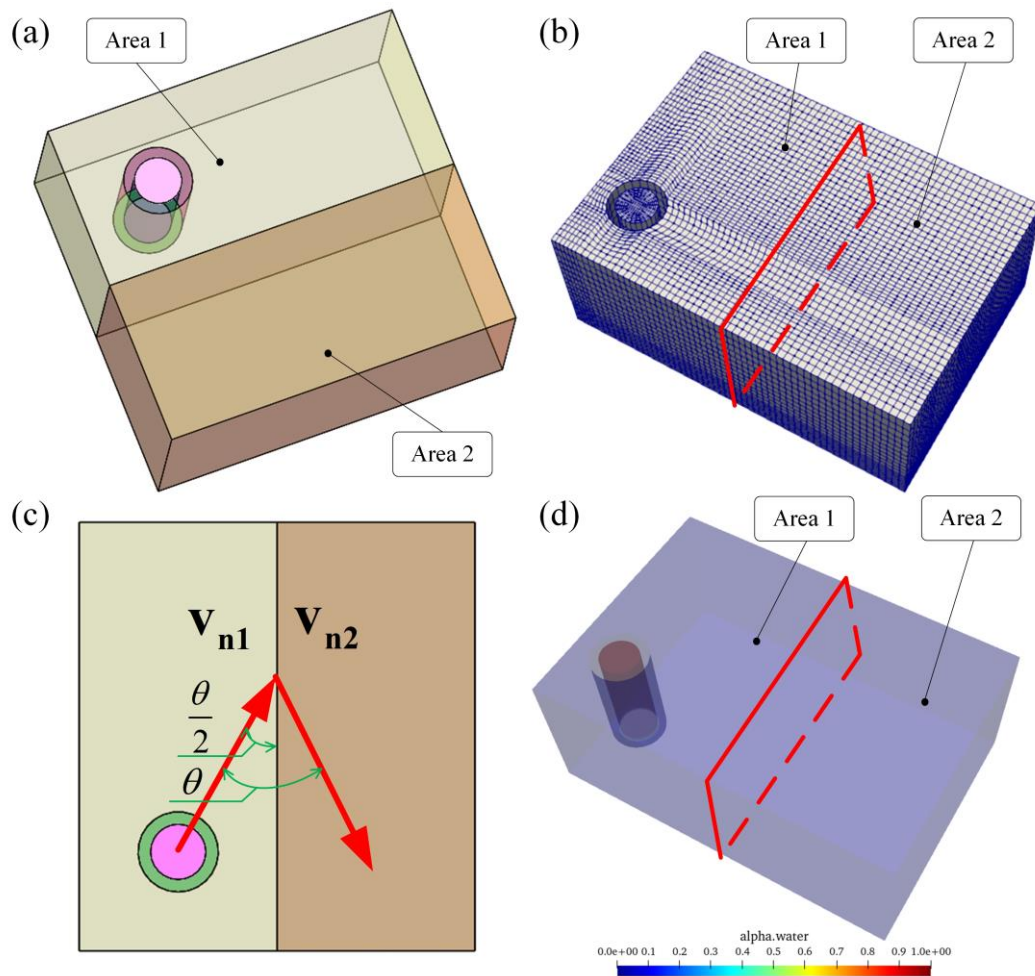 (a)
Area 1
Area 2
(b)
Area 1
Area 2
(c)
v_n1
v_n2
θ/2
θ
(d)
Area 1
Area 2
alpha.water
0.0e+00 0.1 0.2 0.3 0.4 0.5 0.6 0.7 0.8 0.9 1.0e+00